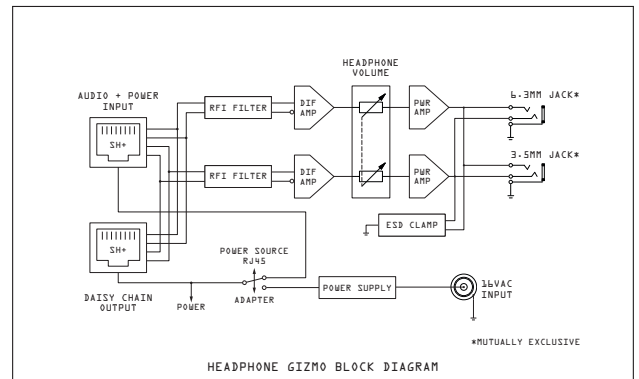 HEADPHONE
VOLUME
AUDIO + POWER
INPUT
SH+
RFI FILTER
DIF
AMP
PWR
AMP
6.3MM JACK*
RFI FILTER
DIF
AMP
PWR
AMP
3.5MM JACK*
ESD CLAMP
SH+
DAISY CHAIN
OUTPUT
POWER
POWER SOURCE
RJ45
ADAPTER
POWER SUPPLY
16VAC
INPUT
*MUTUALLY EXCLUSIVE
HEADPHONE GIZMO BLOCK DIAGRAM